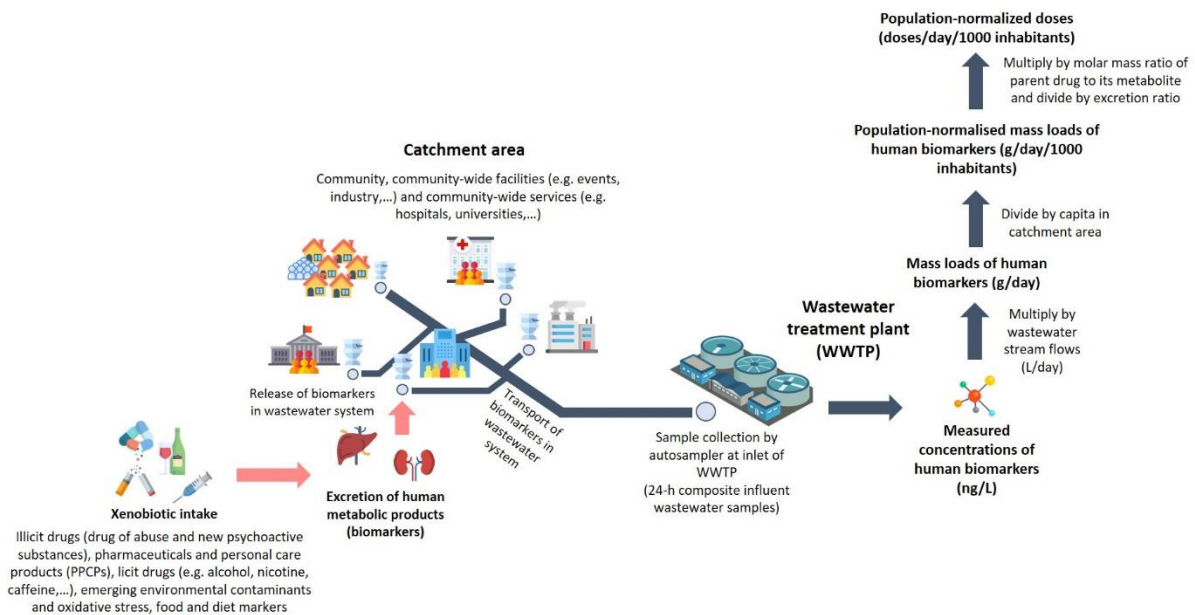 Population-normalized doses
(doses/day/1000 inhabitants)
Multiply by molar mass ratio of
parent drug to its metabolite
and divide by excretion ratio
Population-normalised mass loads of
human biomarkers (g/day/1000
inhabitants)
Divide by capita in
catchment area
Mass loads of human
biomarkers (g/day)
Multiply by
wastewater
stream flows
(L/day)
Measured
concentrations of
human biomarkers
(ng/L)
Catchment area
Community, community-wide facilities (e.g. events,
industry,...) and community-wide services (e.g.
hospitals, universities,...)
Release of biomarkers
in wastewater system
Transport of
biomarkers in
wastewater
system
Wastewater
treatment plant
(WWTP)
Sample collection by
autosampler at inlet of
WWTP
(24-h composite influent
wastewater samples)
Xenobiotic intake
Illicit drugs (drug of abuse and new psychoactive
substances), pharmaceuticals and personal care
products (PPCPs), licit drugs (e.g. alcohol, nicotine,
caffeine,...), emerging environmental contaminants
and oxidative stress, food and diet markers
Excretion of human
metabolic products
(biomarkers)